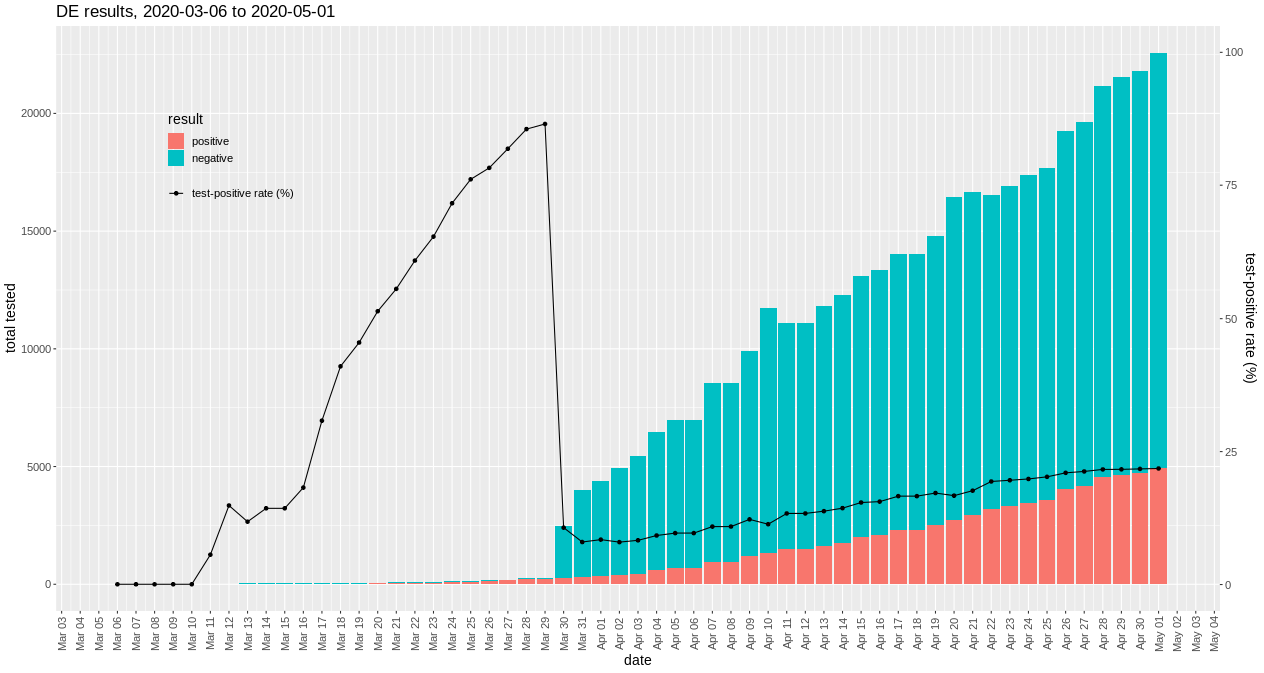 DE results, 2020-03-06 to 2020-05-01
result
positive
negative
test-positive rate (%)
total tested
20000
15000
10000
5000
0
100
75
50
25
0
test-positive rate (%)
Mar 03
Mar 04
Mar 05
Mar 06
Mar 07
Mar 08
Mar 09
Mar 10
Mar 11
Mar 12
Mar 13
Mar 14
Mar 15
Mar 16
Mar 17
Mar 18
Mar 19
Mar 20
Mar 21
Mar 22
Mar 23
Mar 24
Mar 25
Mar 26
Mar 27
Mar 28
Mar 29
Mar 30
Mar 31
Apr 01
Apr 02
Apr 03
Apr 04
Apr 05
Apr 06
Apr 07
Apr 08
Apr 09
Apr 10
Apr 11
Apr 12
Apr 13
Apr 14
Apr 15
Apr 16
Apr 17
Apr 18
Apr 19
Apr 20
Apr 21
Apr 22
Apr 23
Apr 24
Apr 25
Apr 26
Apr 27
Apr 28
Apr 29
Apr 30
May 01
May 02
May 03
May 04
date